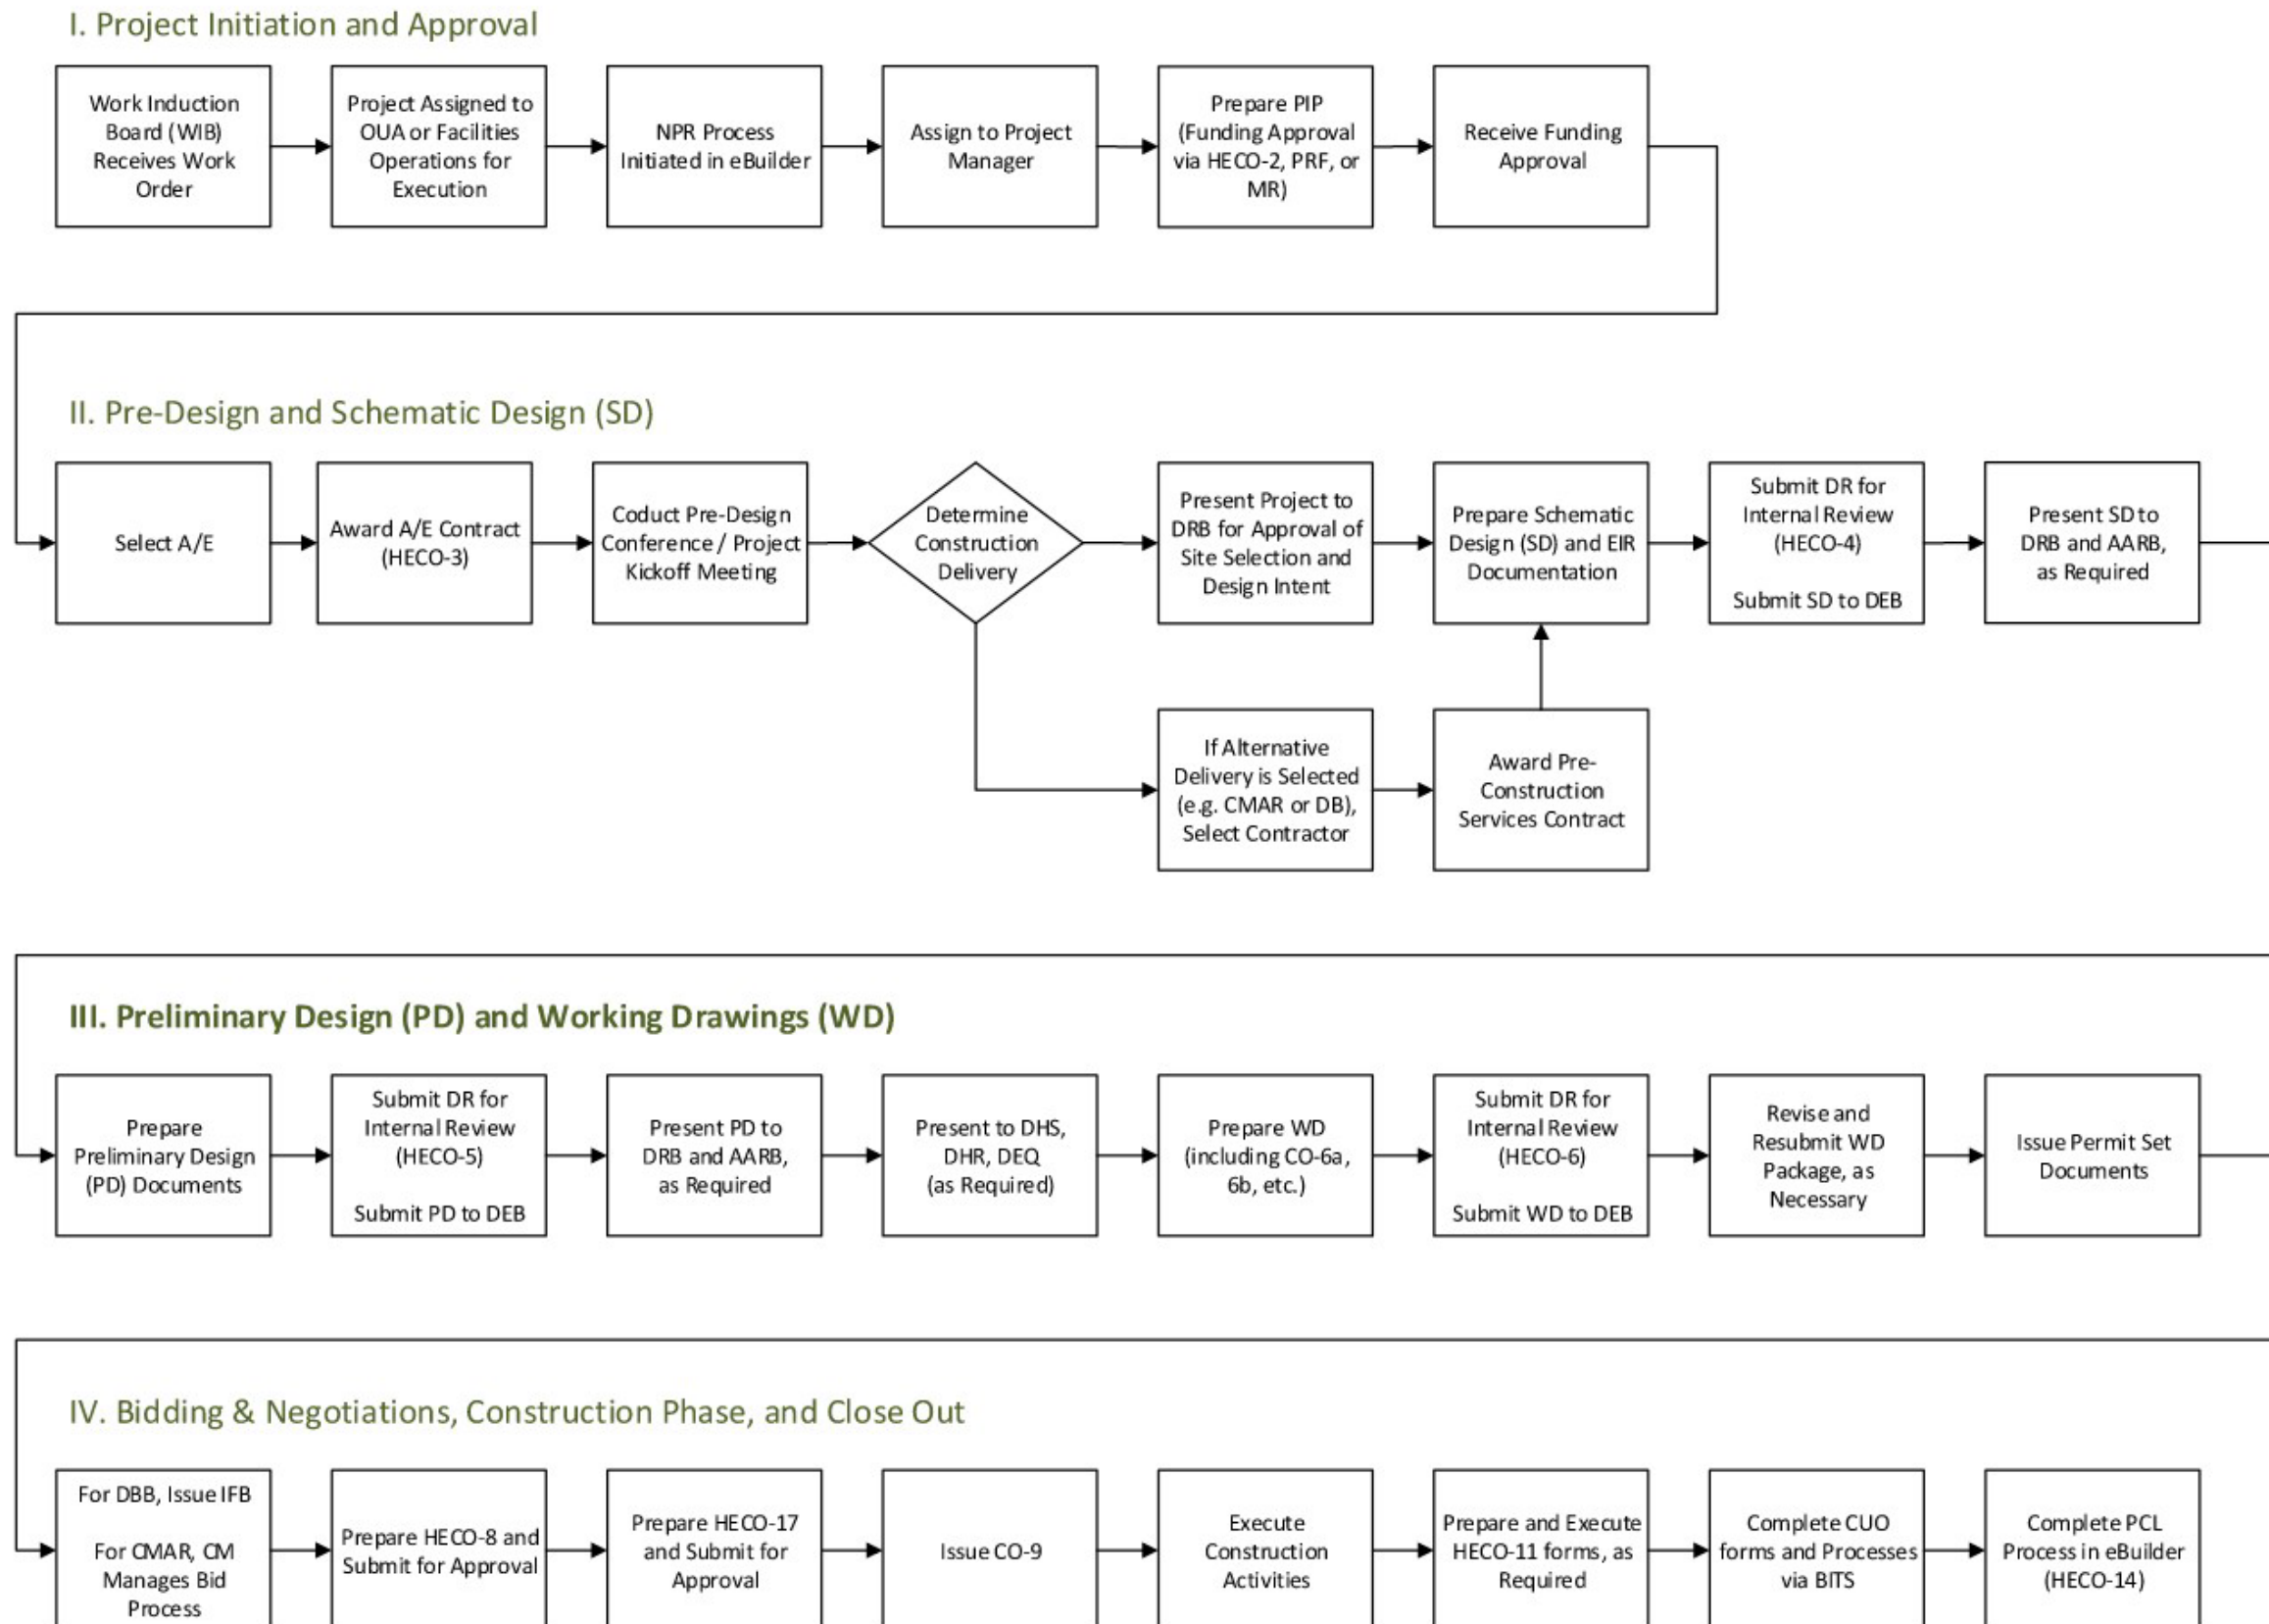 I. Project Initiation and Approval
Work Induction
Board (WIB)
Receives Work
Order
Project Assigned to
OUA or Facilities
Operations for
Execution
NPR Process
Initiated in eBuilder
Assign to Project
Manager
Prepare PIP
(Funding Approval
via HECO-2, PRF, or
MR)
Receive Funding
Approval
II. Pre-Design and Schematic Design (SD)
Select A/E
Award A/E Contract
(HECO-3)
Coduct Pre-Design
Conference / Project
Kickoff Meeting
Determine
Construction
Delivery
Present Project to
DRB for Approval of
Site Selection and
Design Intent
Prepare Schematic
Design (SD) and EIR
Documentation
Submit DR for
Internal Review
(HECO-4)
Submit SD to DEB
Present SD to
DRB and AARB,
as Required
If Alternative
Delivery is Selected
(e.g. CMAR or DB),
Select Contractor
Award Pre-
Construction
Services Contract
III. Preliminary Design (PD) and Working Drawings (WD)
Prepare
Preliminary Design
(PD) Documents
Submit DR for
Internal Review
(HECO-5)
Submit PD to DEB
Present PD to
DRB and AARB,
as Required
Present to DHS,
DHR, DEQ
(as Required)
Prepare WD
(including CO-6a,
6b, etc.)
Submit DR for
Internal Review
(HECO-6)
Submit WD to DEB
Revise and
Resubmit WD
Package, as
Necessary
Issue Permit Set
Documents
IV. Bidding & Negotiations, Construction Phase, and Close Out
For DBB, Issue IFB
For CMAR, CM
Manages Bid
Process
Prepare HECO-8 and
Submit for Approval
Prepare HECO-17
and Submit for
Approval
Issue CO-9
Execute
Construction
Activities
Prepare and Execute
HECO-11 forms, as
Required
Complete CUO
forms and Processes
via BITS
Complete PCL
Process in eBuilder
(HECO-14)